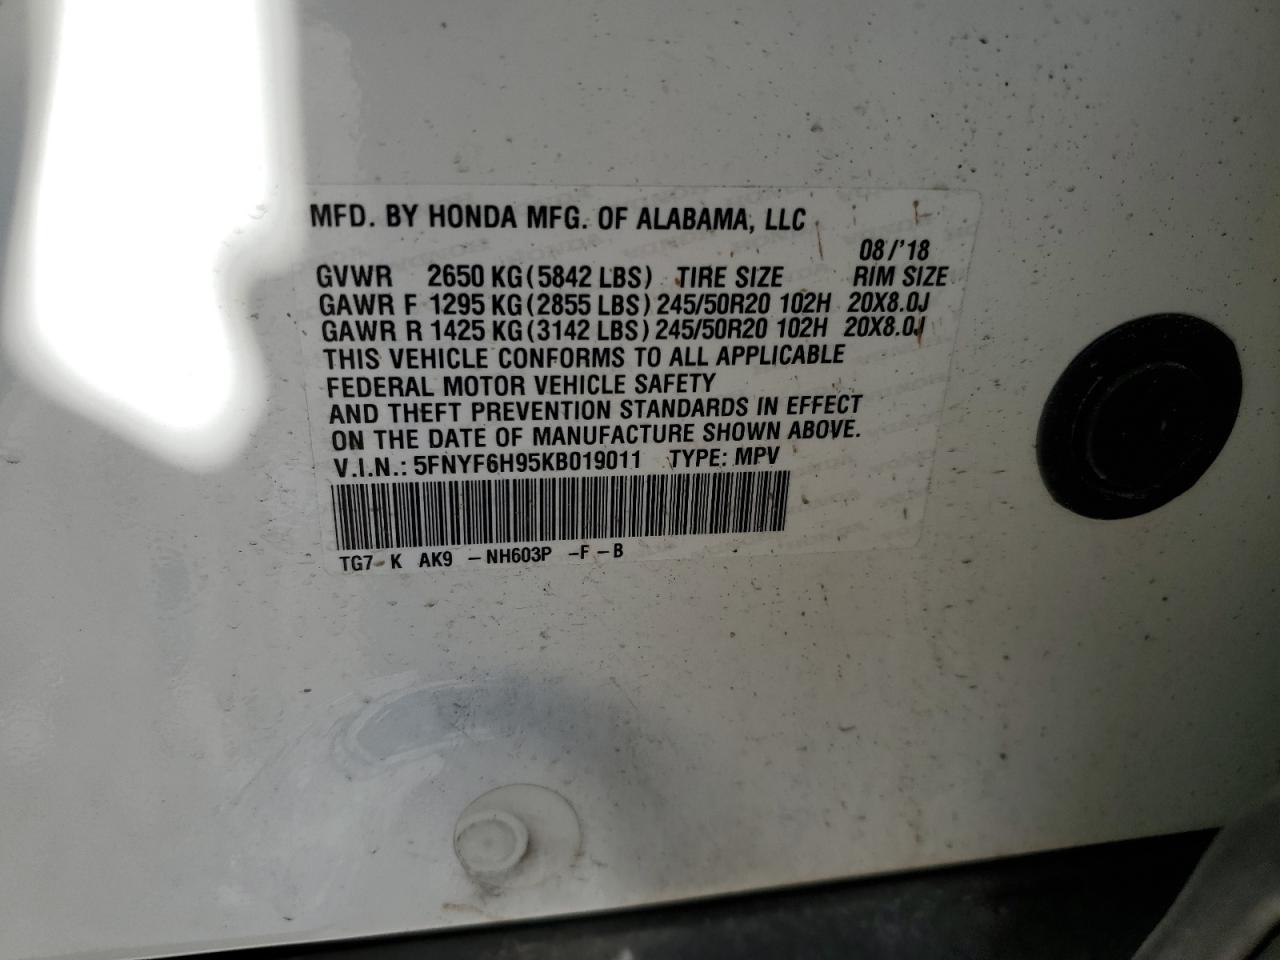 MFD. BY HONDA MFG. OF ALABAMA, LLC
08/'18
GVWR 2650 KG(5842 LBS) TIRE SIZE RIM SIZE
GAWR F 1295 KG(2855 LBS) 245/50R20 102H 20X8.0J
GAWR R 1425 KG(3142 LBS) 245/50R20 102H 20X8.0J
THIS VEHICLE CONFORMS TO ALL APPLICABLE
FEDERAL MOTOR VEHICLE SAFETY
AND THEFT PREVENTION STANDARDS IN EFFECT
ON THE DATE OF MANUFACTURE SHOWN ABOVE.
V.I.N.: 5FNYF6H95KB019011 TYPE: MPV
TG7-K AK9 -NH603P -F-B